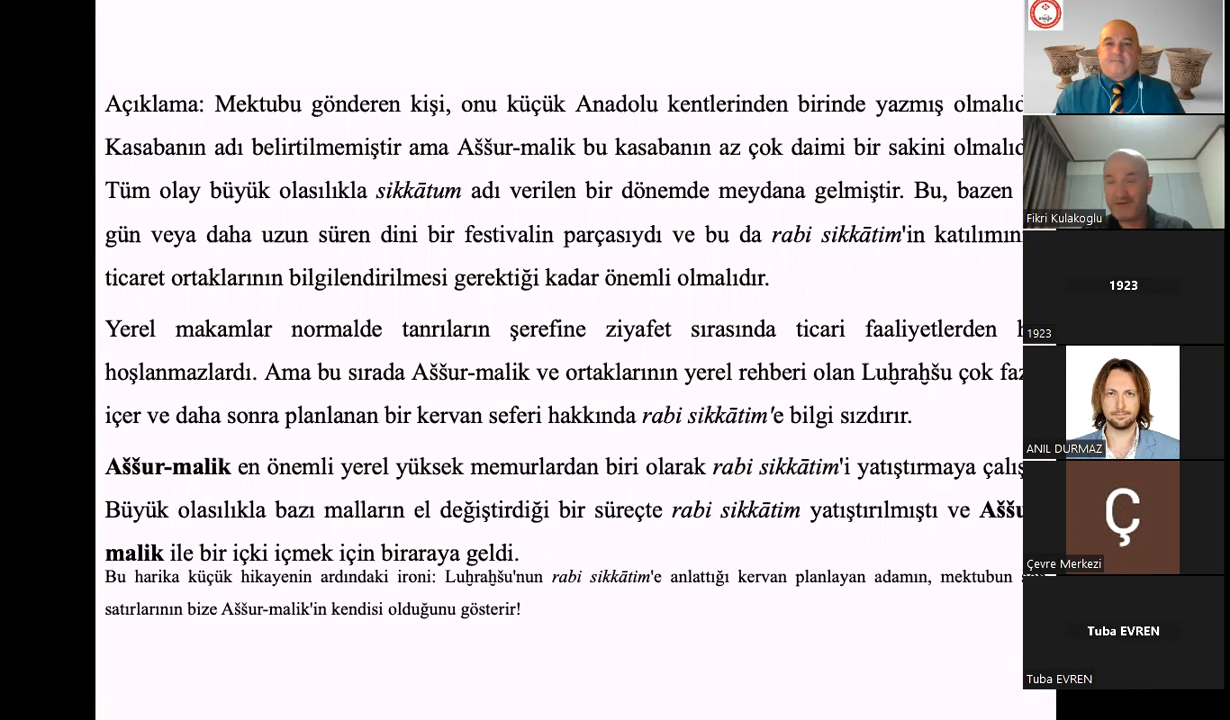 Açıklama: Mektubu gönderen kişi, onu küçük Anadolu kentlerinden birinde yazmış
Kasabanın adı belirtilmemiştir ama Aššur-malik bu kasabanın az çok daimi bir sakini
Tüm olay büyük olasılıkla sikkātum adı verilen bir dönemde meydana gelmiştir. Bu, bazen
gün veya daha uzun süren dini bir festivalin parçasıydı ve bu da rabi sikkātim'in
ticaret ortaklarının bilgilendirilmesi gerektiği kadar önemli olmalıdır.
Yerel makamlar normalde tanrıların şerefine ziyafet sırasında ticari faaliyetlerden
hoşlanmazlardı. Ama bu sırada Aššur-malik ve ortaklarının yerel rehberi olan Luḫraḫšu çok
içer ve daha sonra planlanan bir kervan seferi hakkında rabi sikkātim'e bilgi sızdırır.
Aššur-malik en önemli yerel yüksek memurlardan biri olarak rabi sikkātim'i yatıştırmaya
Büyük olasılıkla bazı malların el değiştirdiği bir süreçte rabi sikkātim yatıştırılmıştı ve
malik ile bir içki içmek için biraraya geldi.
Bu harika küçük hikayenin ardındaki ironi: Luḫraḫšu'nun rabi sikkātim'e anlattığı kervan planlayan adamın, mektubun
satırlarının bize Aššur-malik'in kendisi olduğunu gösterir!
Fikri Kulakoglu
1923
1923
ANIL DURMAZ
Ç
Çevre Merkezi
Tuba EVREN
Tuba EVREN